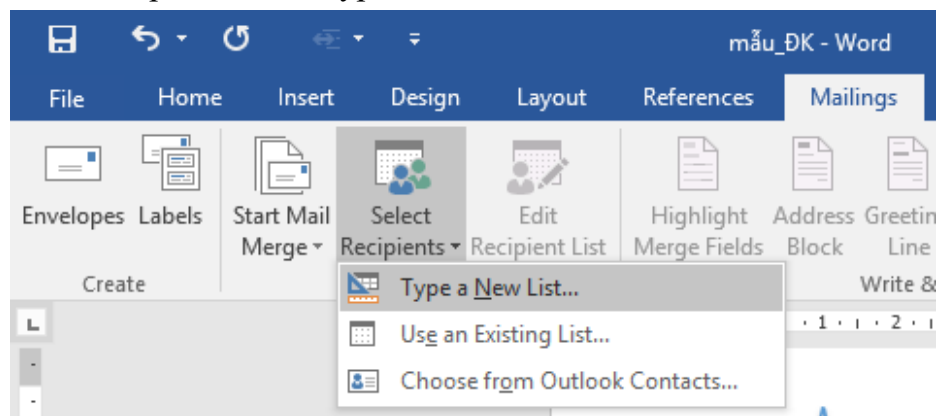 mẫu_ĐK - Word
File Home Insert Design Layout References Mailings
Envelopes Labels Start Mail Merge Select Recipients Edit Recipient List Highlight Merge Fields Address Block Line
Create Write &
Type a New List...
L · 1 · ı · 2 · ı
Use an Existing List...
Choose from Outlook Contacts...